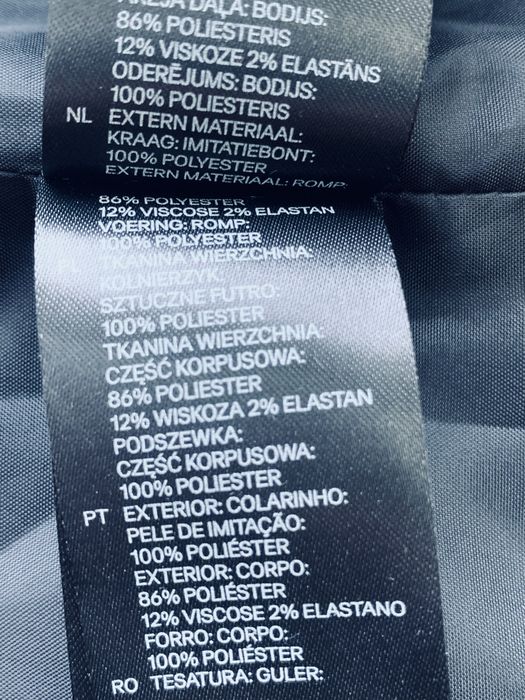 ĀREJĀ DAĻA: BODIJS:
86% POLIESTERIS
12% VISKOZE 2% ELASTĀNS
ODERĒJUMS: BODIJS:
100% POLIESTERIS
NL EXTERN MATERIAAL:
KRAAG: IMITATIEBONT:
100% POLYESTER
EXTERN MATERIAAL: ROMP:
86% POLYESTER
12% VISCOSE 2% ELASTAN
VOERING: ROMP:
100% POLYESTER
PL TKANINA WIERZCHNIA:
KOŁNIERZYK:
SZTUCZNE FUTRO:
100% POLIESTER
TKANINA WIERZCHNIA:
CZĘŚĆ KORPUSOWA:
86% POLIESTER
12% WISKOZA 2% ELASTAN
PODSZEWKA:
CZĘŚĆ KORPUSOWA:
100% POLIESTER
PT EXTERIOR: COLARINHO:
PELE DE IMITAÇÃO:
100% POLIÉSTER
EXTERIOR: CORPO:
86% POLIÉSTER
12% VISCOSE 2% ELASTANO
FORRO: CORPO:
100% POLIÉSTER
RO TESATURA: GULER: